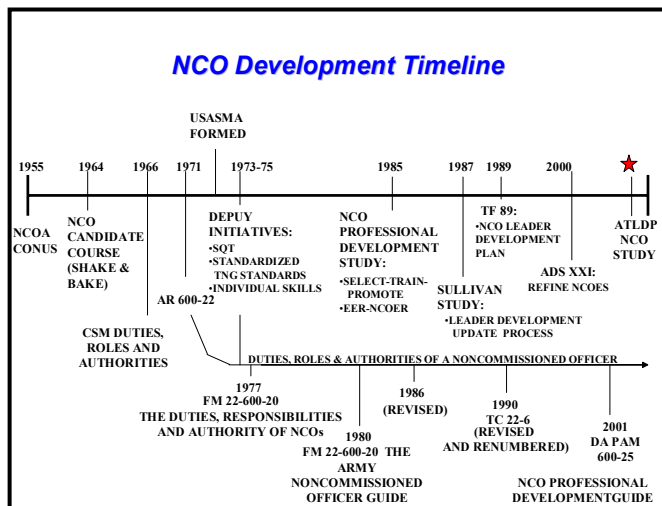 NCO Development Timeline
USASMA
FORMED
1955
1964
1966
1971
1973-75
1985
1987
1989
2000
NCOA
CONUS
NCO
CANDIDATE
COURSE
(SHAKE &
BAKE)
CSM DUTIES,
ROLES AND
AUTHORITIES
AR 600-22
DEPUY
INITIATIVES:
•SQT
•STANDARDIZED
TNG STANDARDS
•INDIVIDUAL SKILLS
NCO
PROFESSIONAL
DEVELOPMENT
STUDY:
•SELECT-TRAIN-
PROMOTE
•EER-NCOER
SULLIVAN
STUDY:
•LEADER DEVELOPMENT
UPDATE PROCESS
TF 89:
•NCO LEADER
DEVELOPMENT
PLAN
ADS XXI:
REFINE NCOES
ATLDP
NCO
STUDY
DUTIES, ROLES & AUTHORITIES OF A NONCOMMISSIONED OFFICER
1977
FM 22-600-20
THE DUTIES, RESPONSIBILITIES
AND AUTHORITY OF NCOs
1980
FM 22-600-20 THE
ARMY
NONCOMMISSIONED
OFFICER GUIDE
1986
(REVISED)
1990
TC 22-6
(REVISED
AND RENUMBERED)
2001
DA PAM
600-25
NCO PROFESSIONAL
DEVELOPMENTGUIDE